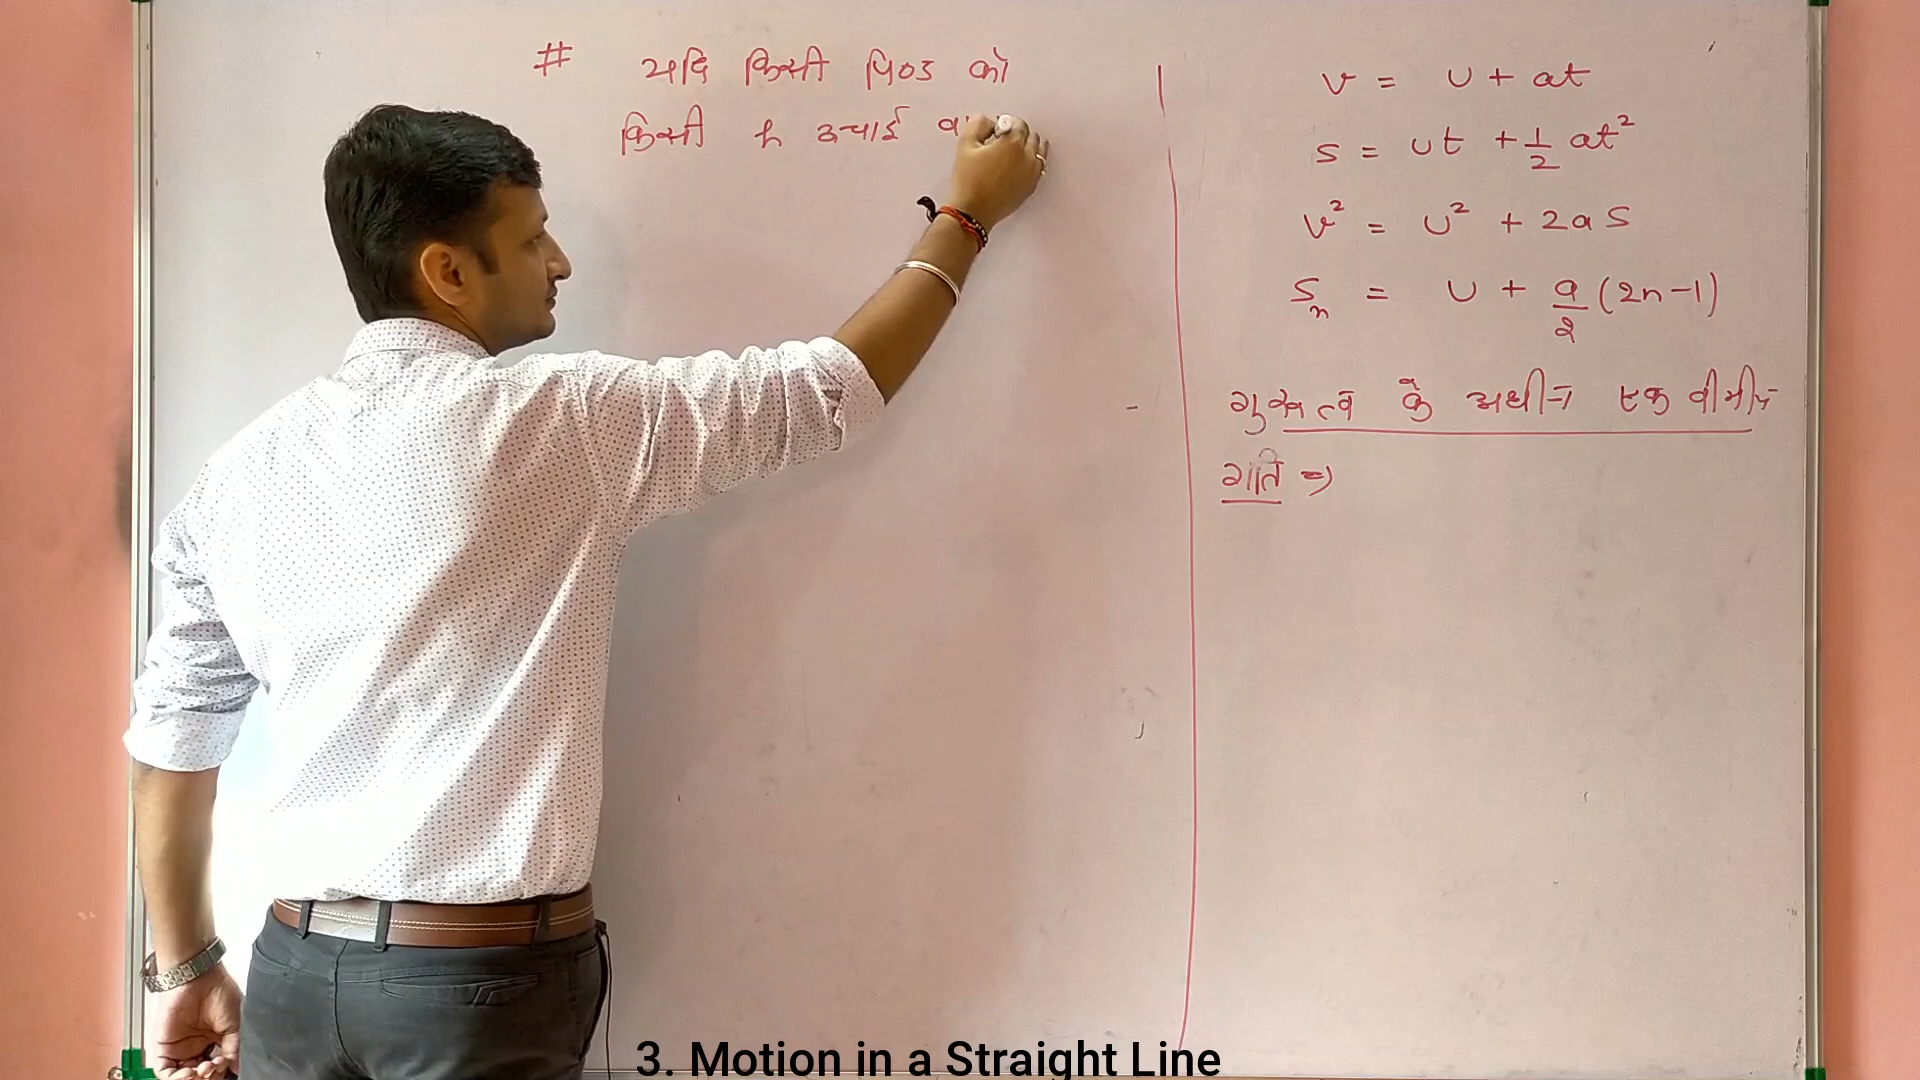 # यदि किसी पिण्ड को
किसी h ऊचाई
v = u + at
s = ut + 1/2 at²
v² = u² + 2as
Sₙ = u + a/2 (2n-1)
गुरुत्व के अधीन एक वीमीय
गति ⇒
3. Motion in a Straight Line